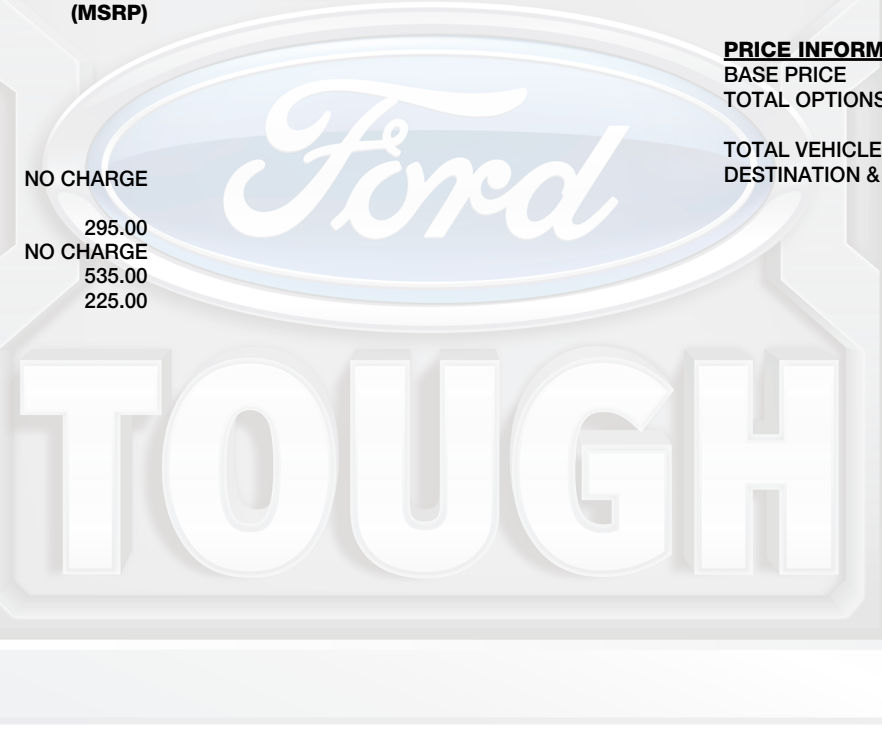 (MSRP)
NO CHARGE
295.00
NO CHARGE
535.00
225.00
PRICE INFORM
BASE PRICE
TOTAL OPTIONS
TOTAL VEHICLE
DESTINATION &
Ford
TOUGH